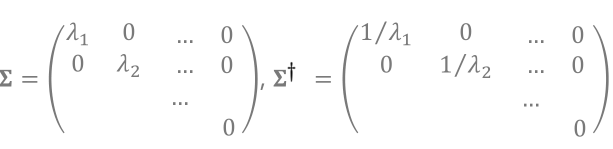 Σ = ( λ₁ 0 ... 0
0 λ₂ ... 0
...
0 ), Σ† = ( 1/λ₁ 0 ... 0
0 1/λ₂ ... 0
...
0 )